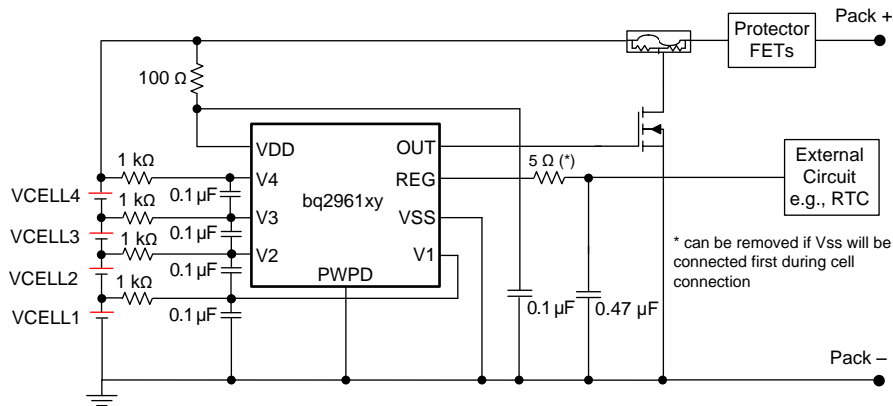 Pack +
Protector
FETs
100 Ω
VDD
OUT
1 kΩ
V4
REG
5 Ω (*)
External
Circuit
e.g., RTC
VCELL4
0.1 µF
1 kΩ
V3
bq2961xy
VSS
VCELL3
0.1 µF
1 kΩ
V2
V1
* can be removed if Vss will be
connected first during cell
connection
VCELL2
0.1 µF
1 kΩ
PWPD
VCELL1
0.1 µF
0.1 µF
0.47 µF
Pack –